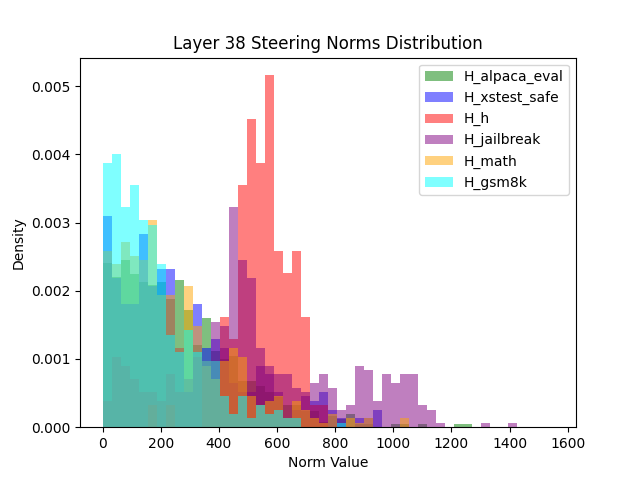 Layer 38 Steering Norms Distribution
H_alpaca_eval
H_xstest_safe
H_h
H_jailbreak
H_math
H_gsm8k
Density
0.005
0.004
0.003
0.002
0.001
0.000
0 200 400 600 800 1000 1200 1400 1600
Norm Value